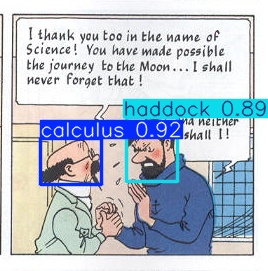 I thank you too in the name of
Science! You have made possible
the journey to the Moon... I shall
never forget that!
haddock 0.89
calculus 0.92
neither
shall I!